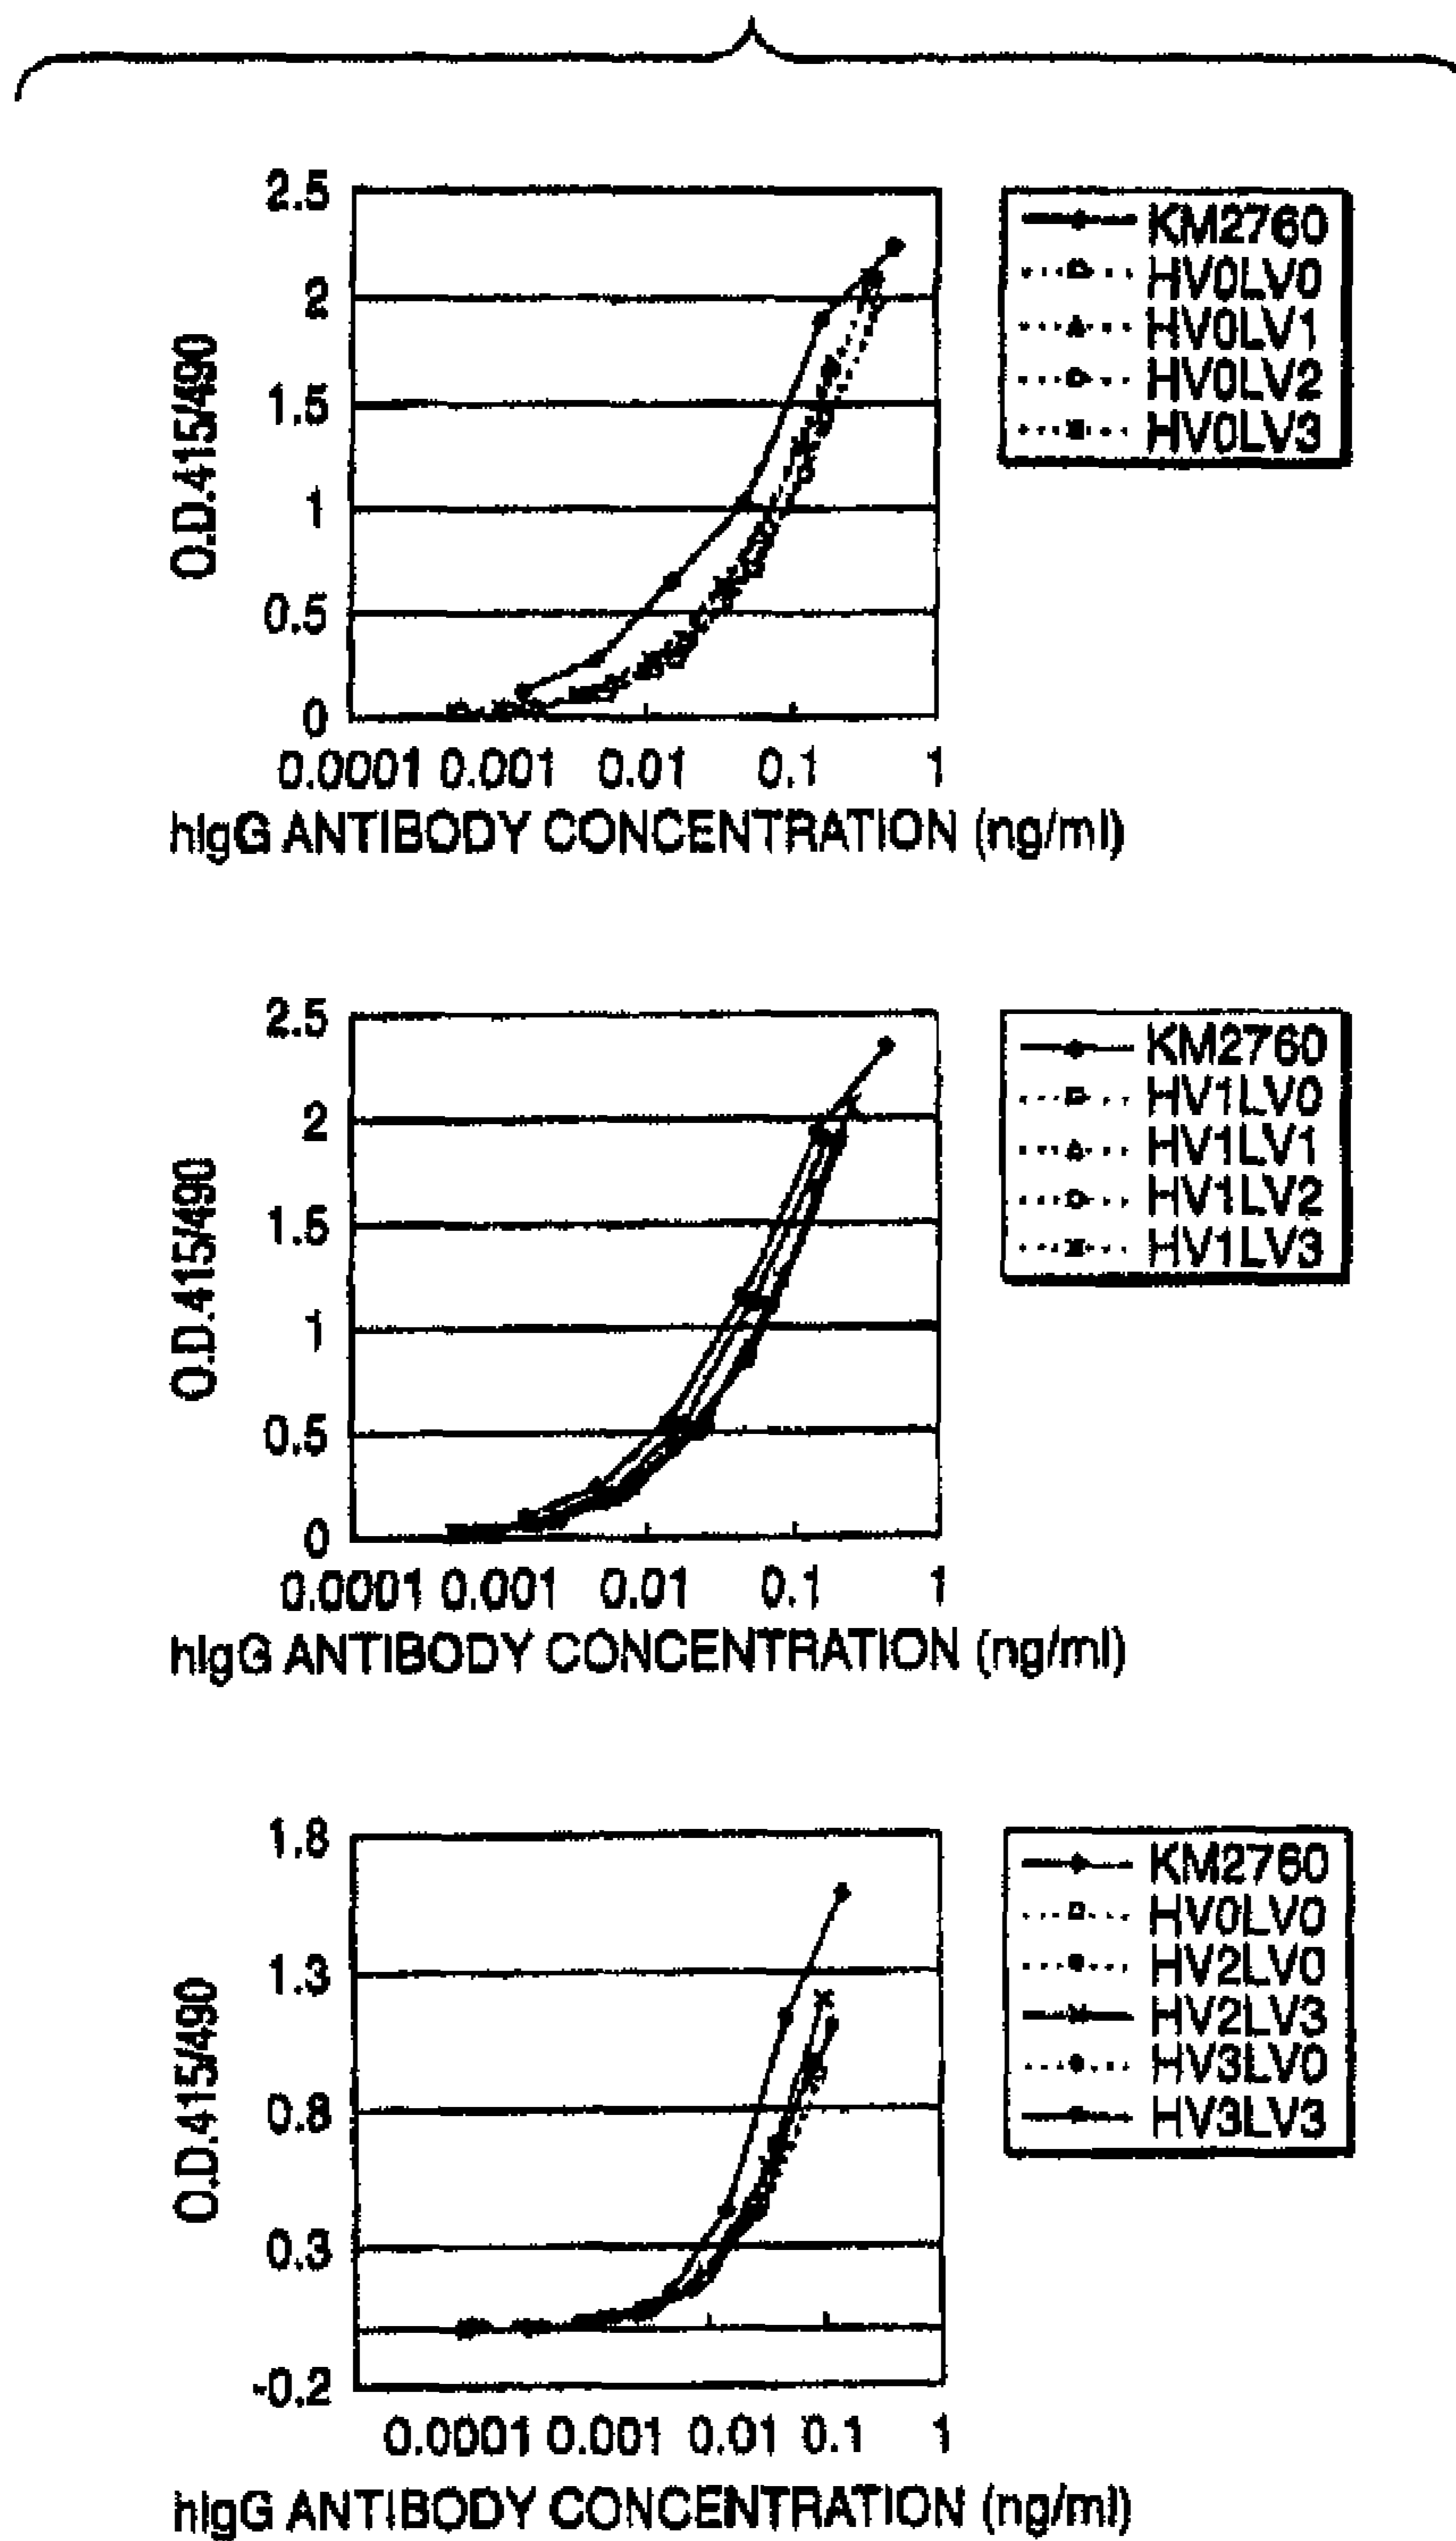 2.5
2
1.5
1
0.5
0
O.D.415/490
0.0001 0.001 0.01 0.1 1
hIgG ANTIBODY CONCENTRATION (ng/ml)
KM2760
HV0LV0
HV0LV1
HV0LV2
HV0LV3
2.5
2
1.5
1
0.5
0
O.D.415/490
0.0001 0.001 0.01 0.1 1
hIgG ANTIBODY CONCENTRATION (ng/ml)
KM2760
HV1LV0
HV1LV1
HV1LV2
HV1LV3
1.8
1.3
0.8
0.3
-0.2
O.D.415/490
0.0001 0.001 0.01 0.1 1
hIgG ANTIBODY CONCENTRATION (ng/ml)
KM2760
HV0LV0
HV2LV0
HV2LV3
HV3LV0
HV3LV3